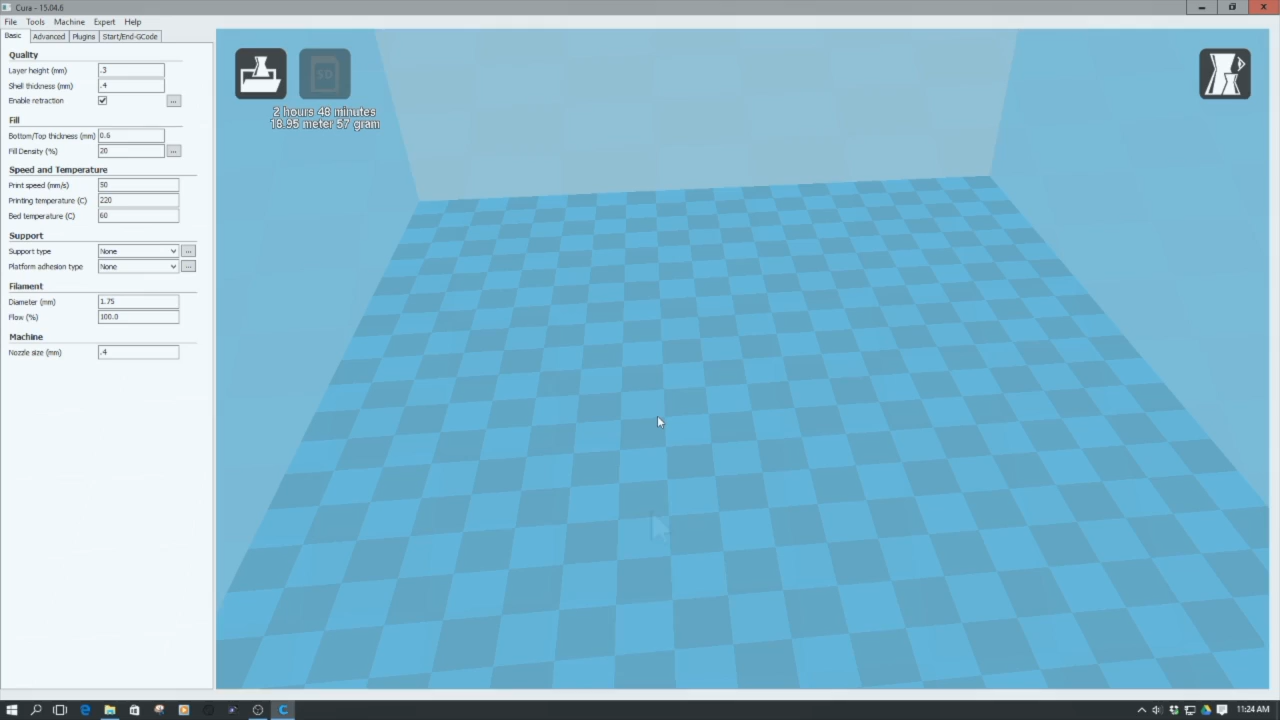 Cura - 15.04.6
File Tools Machine Expert Help
Basic Advanced Plugins Start/End-GCode
Quality
Layer height (mm) .3
Shell thickness (mm) .4
Enable retraction ...
Fill
Bottom/Top thickness (mm) 0.6
Fill Density (%) 20 ...
Speed and Temperature
Print speed (mm/s) 50
Printing temperature (C) 220
Bed temperature (C) 60
Support
Support type None ...
Platform adhesion type None ...
Filament
Diameter (mm) 1.75
Flow (%) 100.0
Machine
Nozzle size (mm) .4
SD
2 hours 48 minutes
18.95 meter 57 gram
11:24 AM